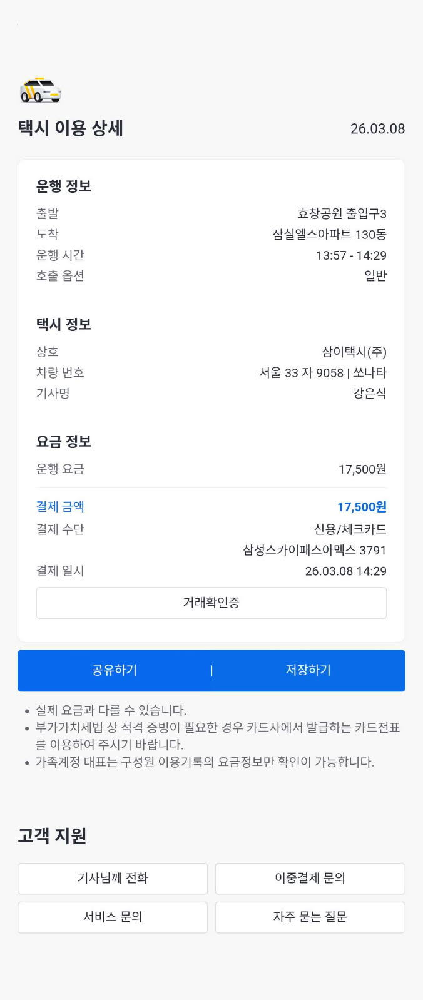 택시 이용 상세
26.03.08
운행 정보
출발 효창공원 출입구3
도착 잠실엘스아파트 130동
운행 시간 13:57 - 14:29
호출 옵션 일반
택시 정보
상호 삼이택시(주)
차량 번호 서울 33 자 9058 | 쏘나타
기사명 강은식
요금 정보
운행 요금 17,500원
결제 금액 17,500원
결제 수단 신용/체크카드
삼성스카이패스아멕스 3791
결제 일시 26.03.08 14:29
거래확인증
공유하기 | 저장하기
• 실제 요금과 다를 수 있습니다.
• 부가가치세법 상 적격 증빙이 필요한 경우 카드사에서 발급하는 카드전표
를 이용하여 주시기 바랍니다.
• 가족계정 대표는 구성원 이용기록의 요금정보만 확인이 가능합니다.
고객 지원
기사님께 전화 이중결제 문의
서비스 문의 자주 묻는 질문